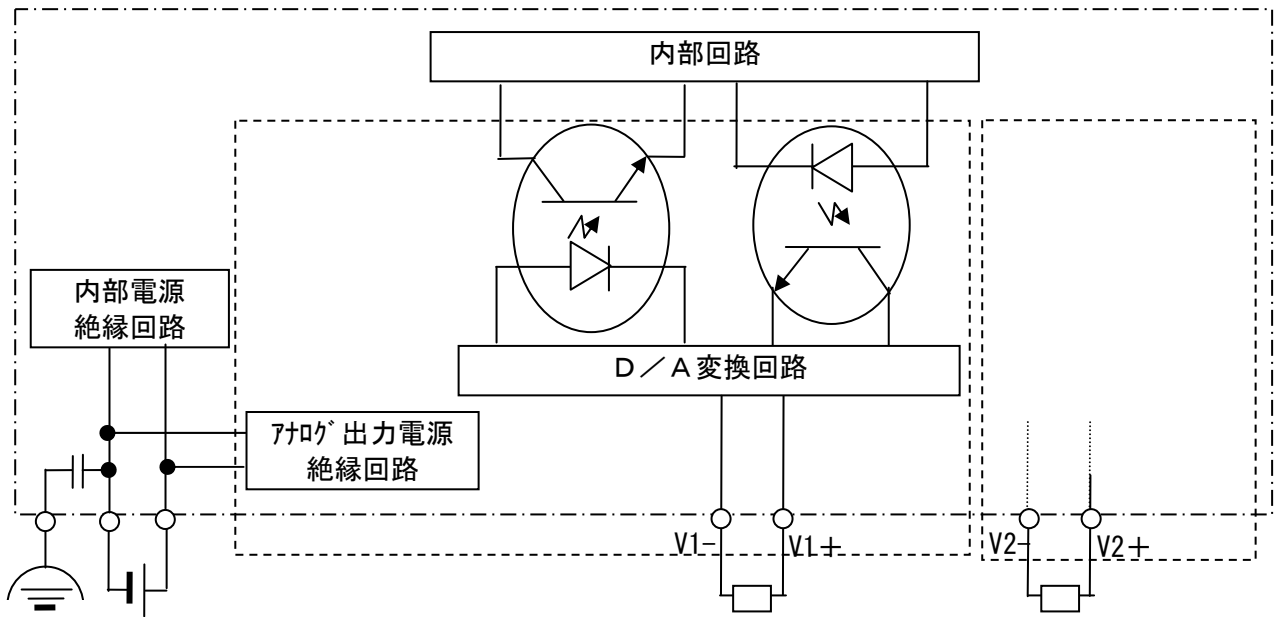 内部回路
内部電源
絶縁回路
D/A変換回路
ｱﾅﾛｸﾞ出力電源
絶縁回路
V1-
V1+
V2-
V2+